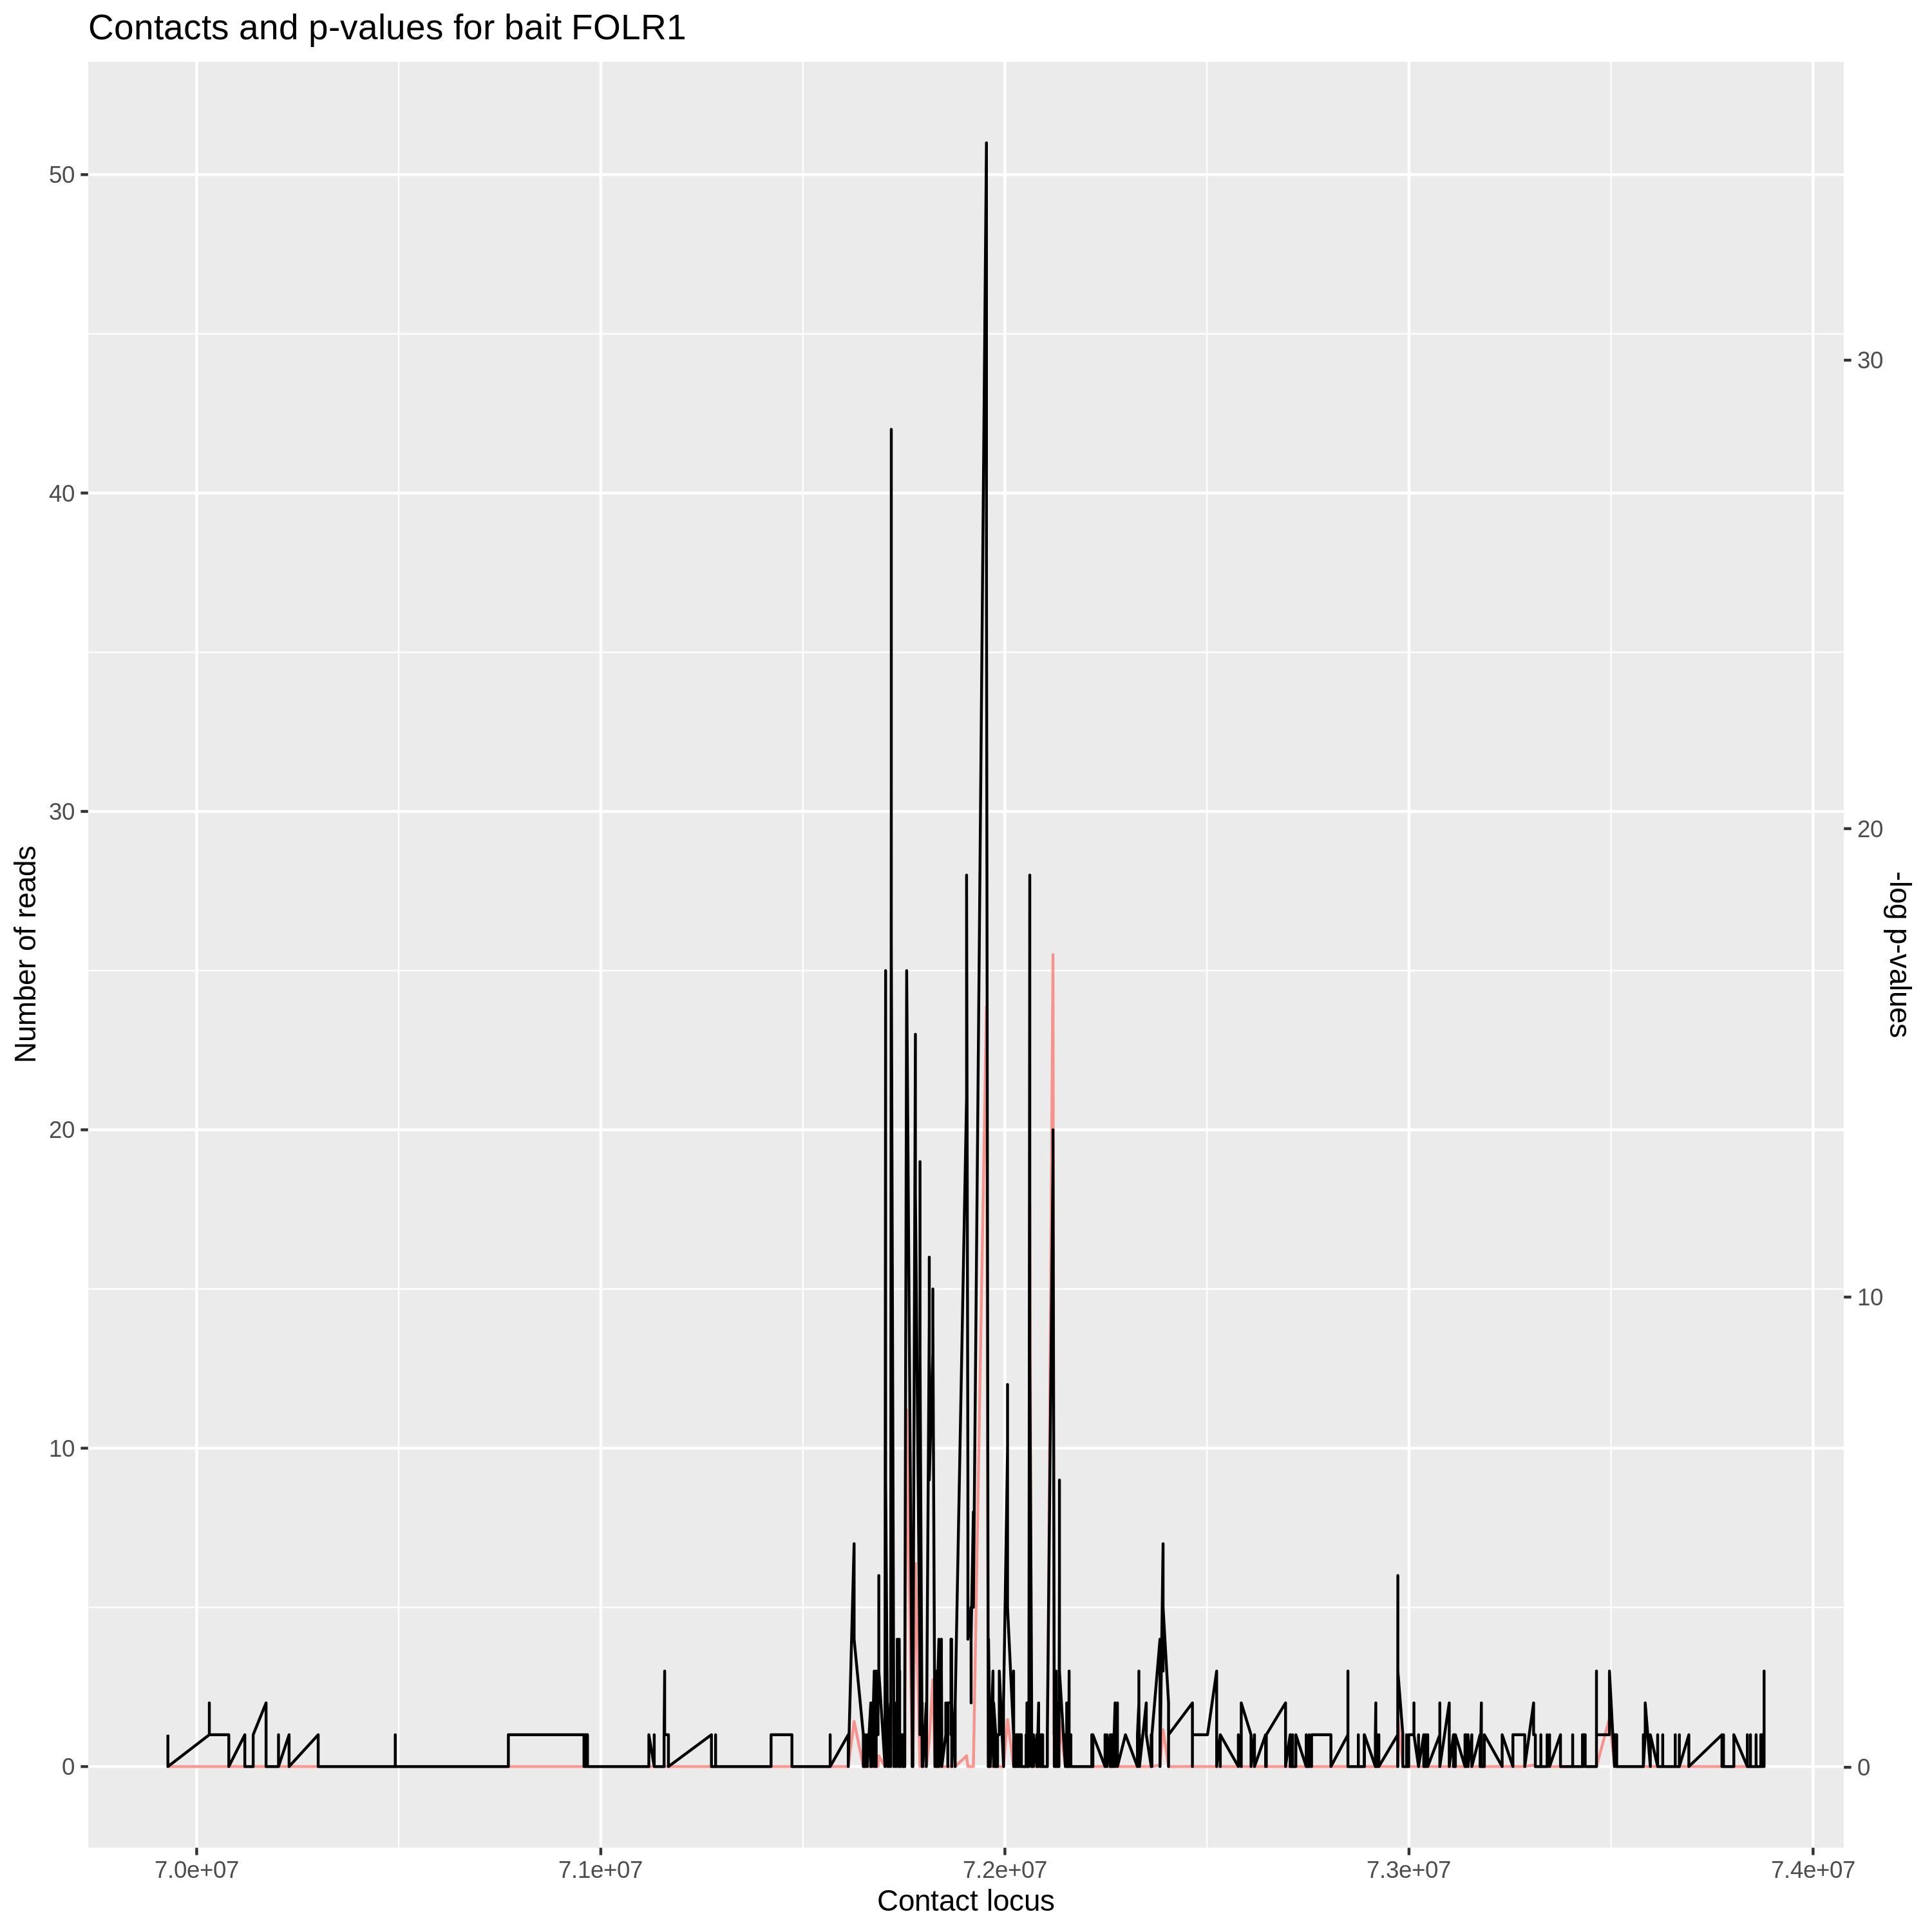 Contacts and p-values for bait FOLR1
50
40
30
20
10
0
Number of reads
30
20
10
0
-log p-values
7.0e+07
7.1e+07
7.2e+07
7.3e+07
7.4e+07
Contact locus